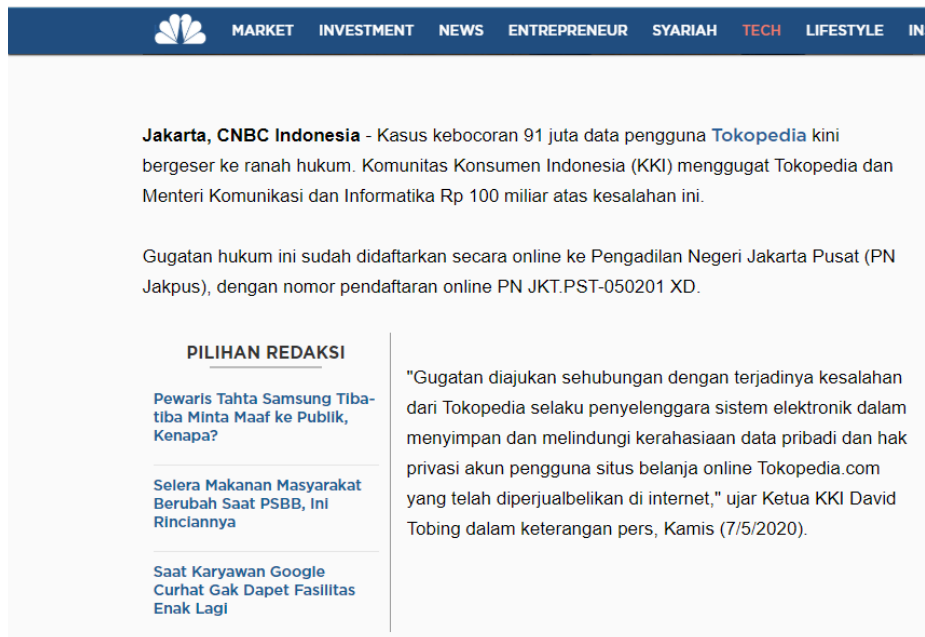 MARKET INVESTMENT NEWS ENTREPRENEUR SYARIAH TECH LIFESTYLE IN
Jakarta, CNBC Indonesia - Kasus kebocoran 91 juta data pengguna Tokopedia kini
bergeser ke ranah hukum. Komunitas Konsumen Indonesia (KKI) menggugat Tokopedia dan
Menteri Komunikasi dan Informatika Rp 100 miliar atas kesalahan ini.
Gugatan hukum ini sudah didaftarkan secara online ke Pengadilan Negeri Jakarta Pusat (PN
Jakpus), dengan nomor pendaftaran online PN JKT.PST-050201 XD.
PILIHAN REDAKSI
Pewaris Tahta Samsung Tiba-
tiba Minta Maaf ke Publik,
Kenapa?
Selera Makanan Masyarakat
Berubah Saat PSBB, Ini
Rinciannya
Saat Karyawan Google
Curhat Gak Dapet Fasilitas
Enak Lagi
"Gugatan diajukan sehubungan dengan terjadinya kesalahan
dari Tokopedia selaku penyelenggara sistem elektronik dalam
menyimpan dan melindungi kerahasiaan data pribadi dan hak
privasi akun pengguna situs belanja online Tokopedia.com
yang telah diperjualbelikan di internet," ujar Ketua KKI David
Tobing dalam keterangan pers, Kamis (7/5/2020).